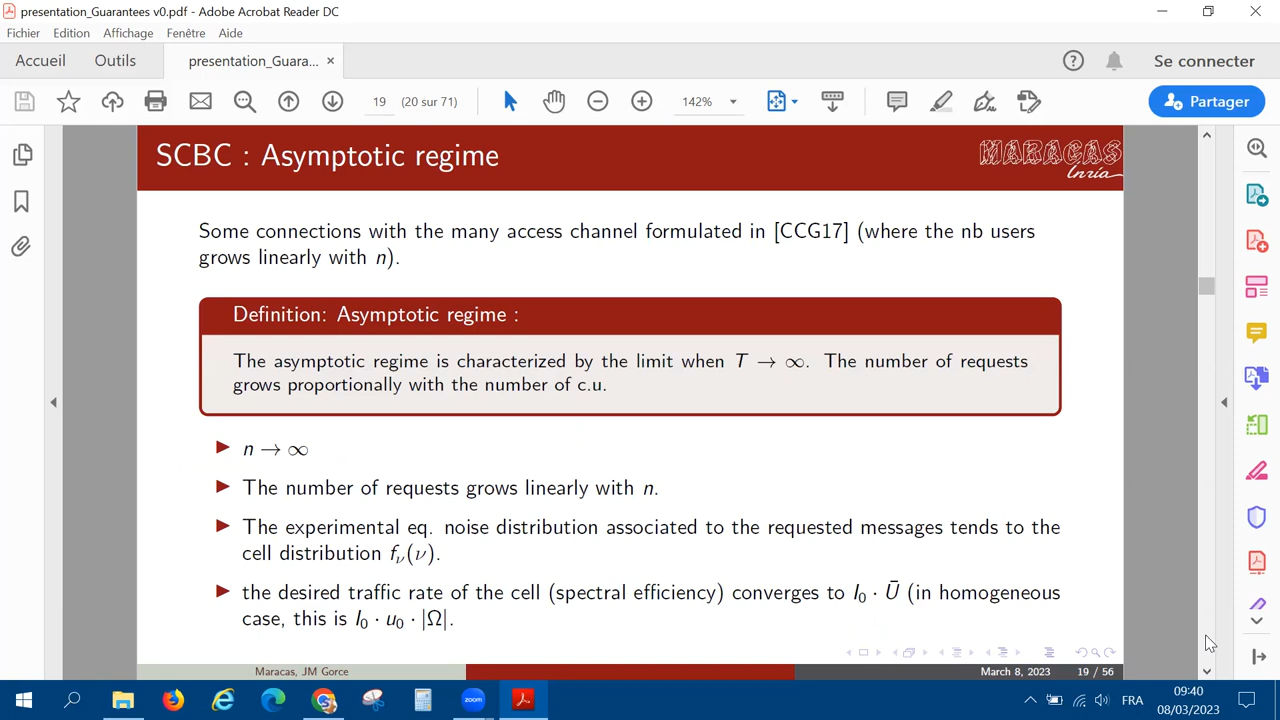 presentation_Guarantees v0.pdf - Adobe Acrobat Reader DC
Fichier Edition Affichage Fenêtre Aide
Accueil Outils presentation_Guara... × Se connecter
19 (20 sur 71) 142% Partager
SCBC : Asymptotic regime
MARACAS
Inria
Some connections with the many access channel formulated in [CCG17] (where the nb users
grows linearly with n).
Definition: Asymptotic regime :
The asymptotic regime is characterized by the limit when T → ∞. The number of requests
grows proportionally with the number of c.u.
▶ n → ∞
▶ The number of requests grows linearly with n.
▶ The experimental eq. noise distribution associated to the requested messages tends to the
cell distribution fᵥ(ν).
▶ the desired traffic rate of the cell (spectral efficiency) converges to I₀ · Ū (in homogeneous
case, this is I₀ · u₀ · |Ω|.
Maracas, JM Gorce March 8, 2023 19 / 56
zoom
FRA
09:40
08/03/2023